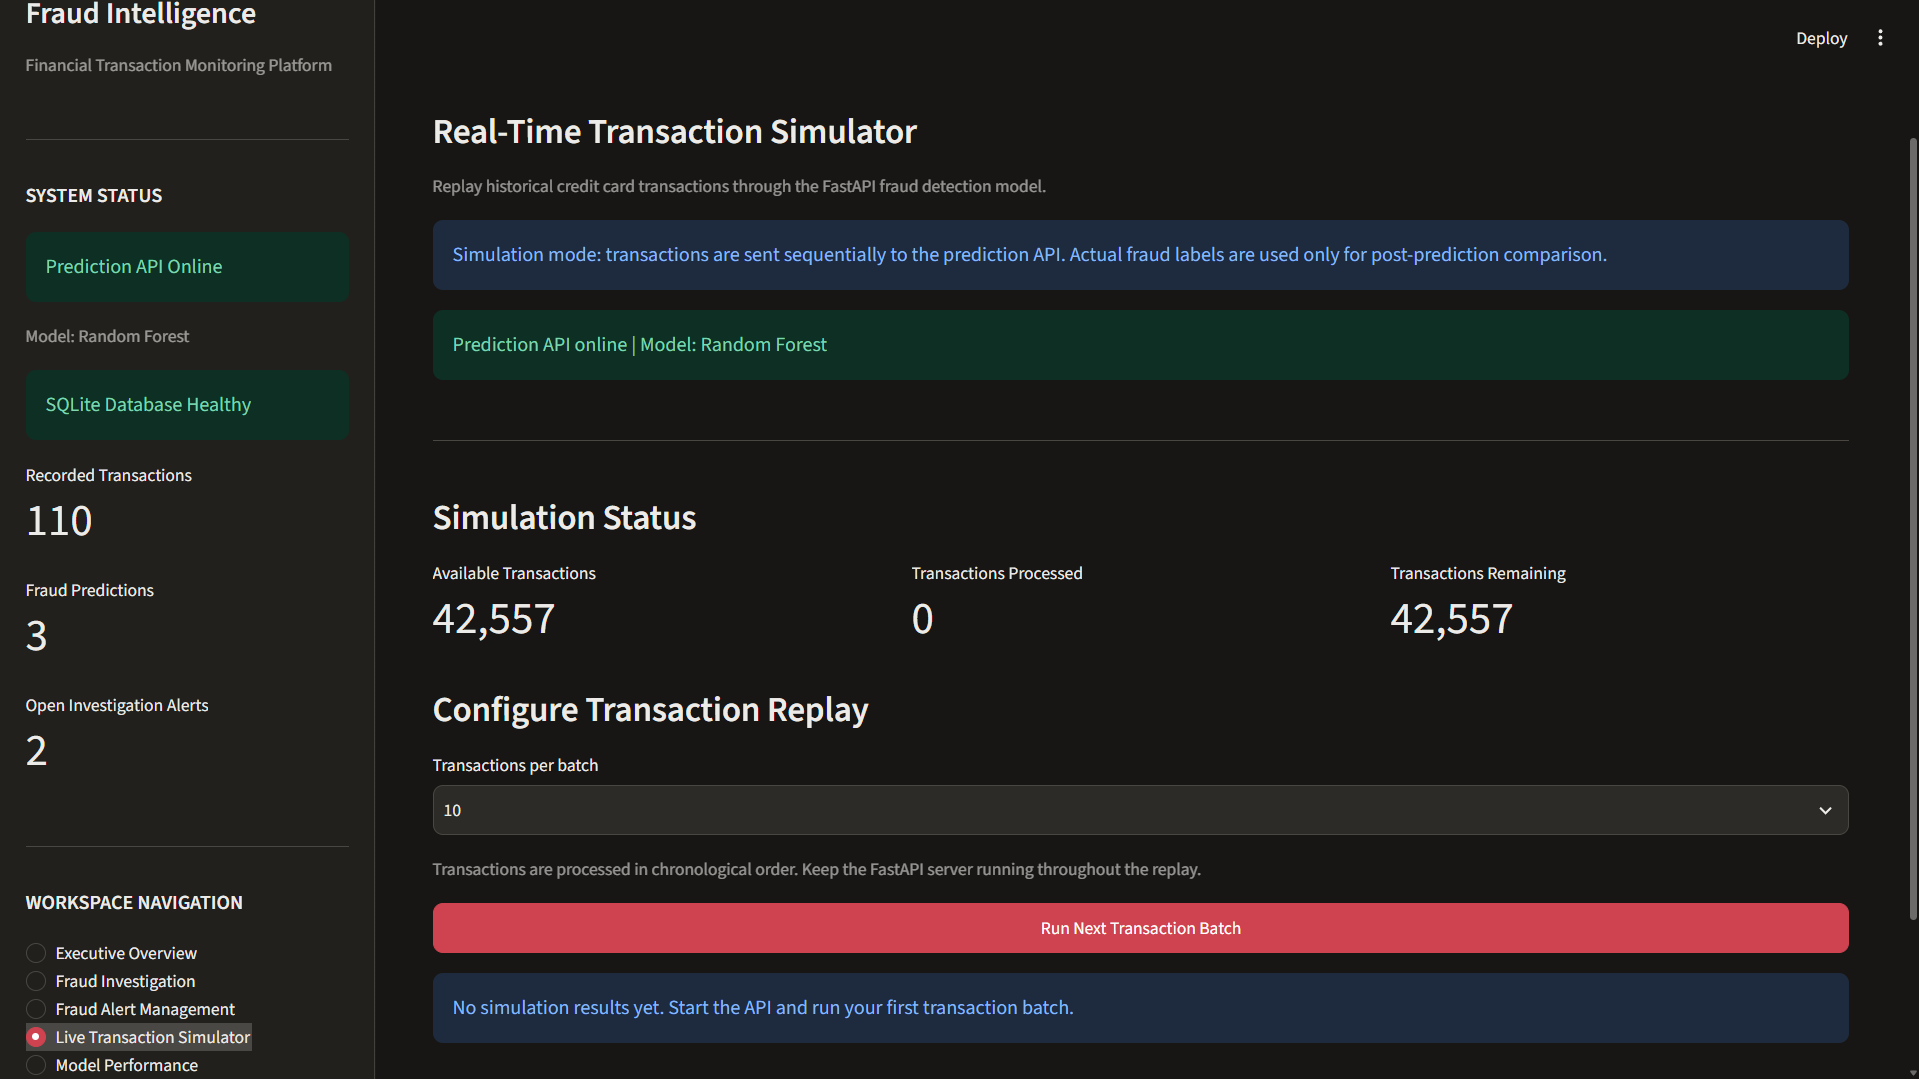 Fraud Intelligence
Financial Transaction Monitoring Platform
SYSTEM STATUS
Prediction API Online
Model: Random Forest
SQLite Database Healthy
Recorded Transactions
110
Fraud Predictions
3
Open Investigation Alerts
2
WORKSPACE NAVIGATION
Executive Overview
Fraud Investigation
Fraud Alert Management
Live Transaction Simulator
Model Performance
Deploy
Real-Time Transaction Simulator
Replay historical credit card transactions through the FastAPI fraud detection model.
Simulation mode: transactions are sent sequentially to the prediction API. Actual fraud labels are used only for post-prediction comparison.
Prediction API online | Model: Random Forest
Simulation Status
Available Transactions
42,557
Transactions Processed
0
Transactions Remaining
42,557
Configure Transaction Replay
Transactions per batch
10
Transactions are processed in chronological order. Keep the FastAPI server running throughout the replay.
Run Next Transaction Batch
No simulation results yet. Start the API and run your first transaction batch.